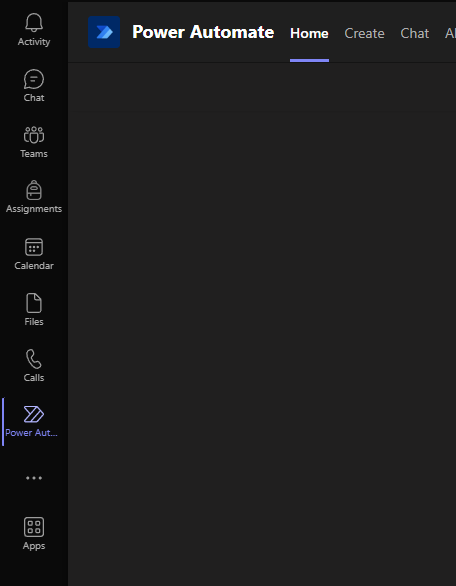 Activity
Chat
Teams
Assignments
Calendar
Files
Calls
Power Aut...
Apps
Power Automate Home Create Chat